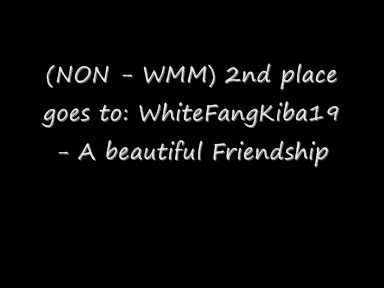 (NON - WMM) 2nd place
goes to: WhiteFangKiba19
- A beautiful Friendship